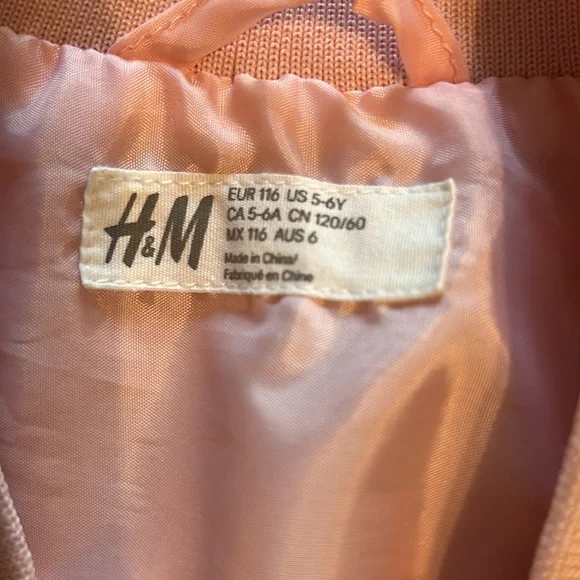 H&M
EUR 116 US 5-6Y
CA 5-6A CN 120/60
MX 116 AUS 6
Made in China/
Fabriqué en Chine